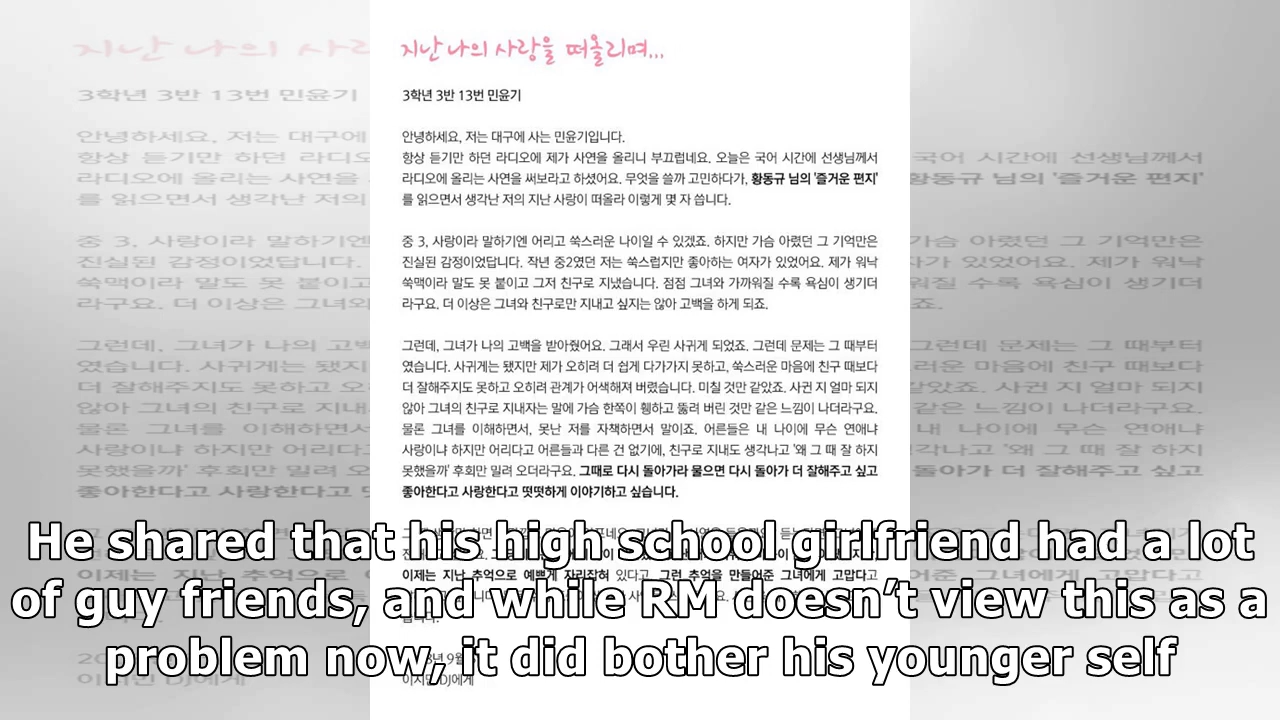 지난 나의 사랑을 떠올리며...
3학년 3반 13번 민윤기
안녕하세요, 저는 대구에 사는 민윤기입니다.
항상 듣기만 하던 라디오에 제가 사연을 올리니 부끄럽네요. 오늘은 국어 시간에 선생님께서
라디오에 올리는 사연을 써보라고 하셨어요. 무엇을 쓸까 고민하다가, 황동규 님의 '즐거운 편지'
를 읽으면서 생각난 저의 지난 사랑이 떠올라 이렇게 몇 자 씁니다.
중 3, 사랑이라 말하기엔 어리고 쑥스러운 나이일 수 있겠죠. 하지만 가슴 아렸던 그 기억만은
진실된 감정이었답니다. 작년 중2였던 저는 쑥스럽지만 좋아하는 여자가 있었어요. 제가 워낙
쑥맥이라 말도 못 붙이고 그저 친구로 지냈습니다. 점점 그녀와 가까워질 수록 욕심이 생기더
라구요. 더 이상은 그녀와 친구로만 지내고 싶지는 않아 고백을 하게 되죠.
그런데, 그녀가 나의 고백을 받아줬어요. 그래서 우린 사귀게 되었죠. 그런데 문제는 그 때부터
였습니다. 사귀게는 됐지만 제가 오히려 더 쉽게 다가가지 못하고, 쑥스러운 마음에 친구 때보다
더 잘해주지도 못하고 오히려 관계가 어색해져 버렸습니다. 미칠 것만 같았죠. 사귄 지 얼마 되지
않아 그녀의 친구로 지내자는 말에 가슴 한쪽이 휑하고 뚫려 버린 것만 같은 느낌이 나더라구요.
물론 그녀를 이해하면서, 못난 저를 자책하면서 말이죠. 어른들은 내 나이에 무슨 연애냐
사랑이냐 하지만 어리다고 어른들과 다른 건 없기에, 친구로 지내도 생각나고 '왜 그 때 잘 하지
못했을까' 후회만 밀려 오더라구요. 그때로 다시 돌아가라 물으면 다시 돌아가 더 잘해주고 싶고
좋아한다고 사랑한다고 떳떳하게 이야기하고 싶습니다.
이제는 지난 추억으로 예쁘게 자리잡혀 있다고, 그런 추억을 만들어준 그녀에게 고맙다고
He shared that his high school girlfriend had a lot
of guy friends, and while RM doesn't view this as a
problem now, it did bother his younger self